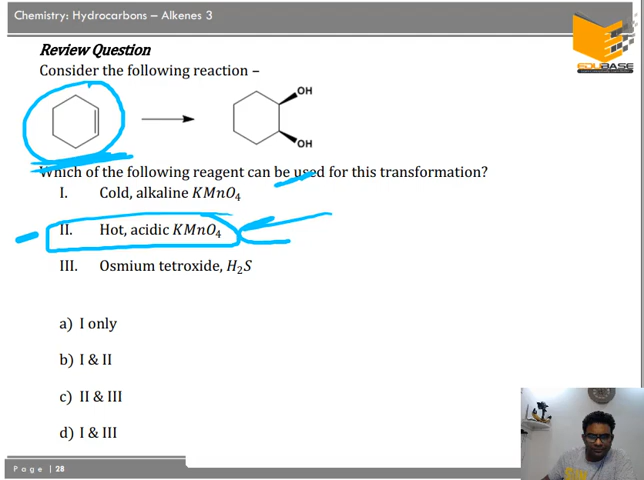 Chemistry: Hydrocarbons – Alkenes 3
EDUBASE
Review Question
Consider the following reaction –
OH
OH
Which of the following reagent can be used for this transformation?
I. Cold, alkaline KMnO₄
II. Hot, acidic KMnO₄
III. Osmium tetroxide, H₂S
a) I only
b) I & II
c) II & III
d) I & III
Page | 28